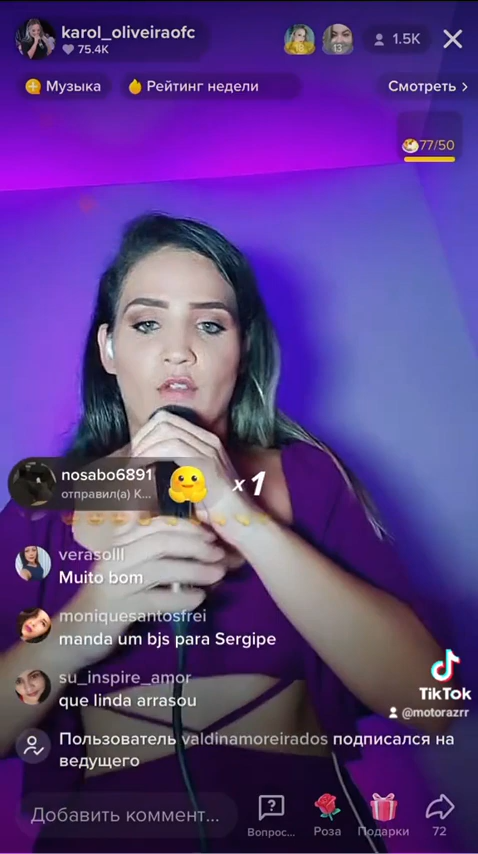 karol_oliveiraofc
75.4K
13
1.5K
Музыка
Рейтинг недели
Смотреть >
77/50
nosabo6891
отправил(а) К...
x1
verasolll
Muito bom
moniquesantosfrei
manda um bjs para Sergipe
su_inspire_amor
que linda arrasou
TikTok
@motorazrr
Пользователь valdinamoreirados подписался на
ведущего
Добавить коммент...
Вопрос...
Роза
Подарки
72